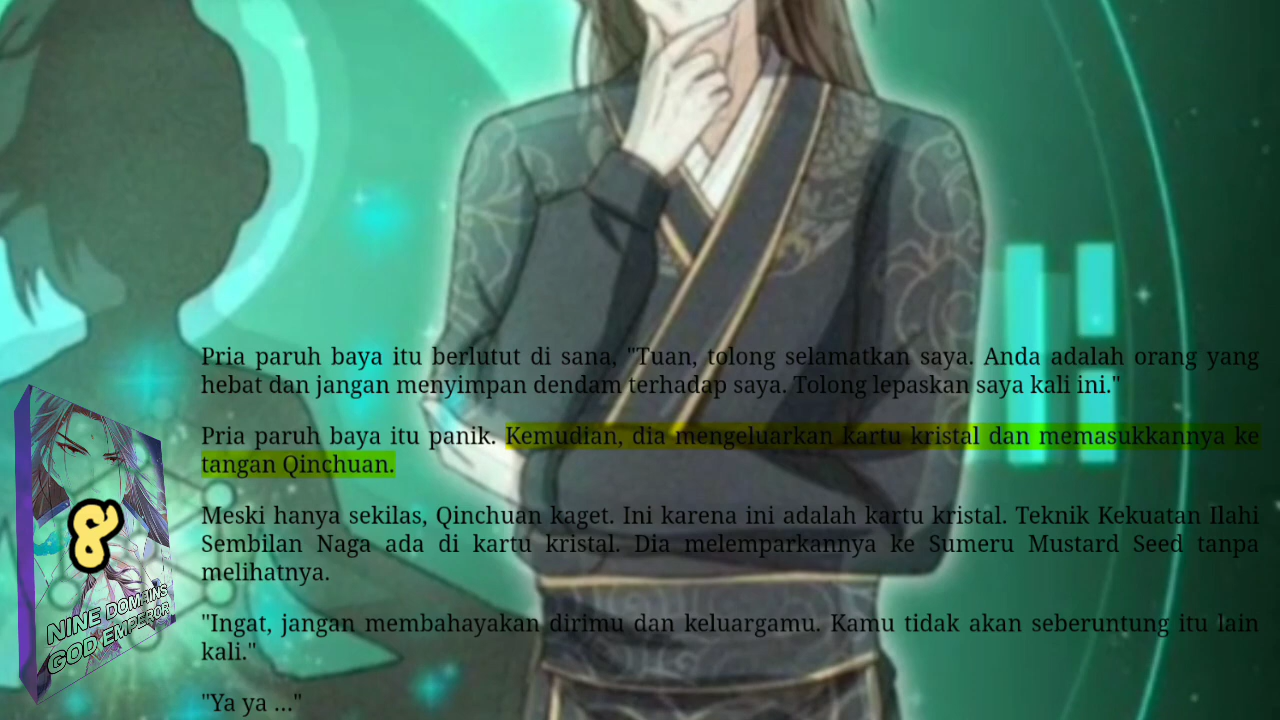 Pria paruh baya itu berlutut di sana, "Tuan, tolong selamatkan saya. Anda adalah orang yang
hebat dan jangan menyimpan dendam terhadap saya. Tolong lepaskan saya kali ini."
Pria paruh baya itu panik. Kemudian, dia mengeluarkan kartu kristal dan memasukkannya ke
tangan Qinchuan.
Meski hanya sekilas, Qinchuan kaget. Ini karena ini adalah kartu kristal. Teknik Kekuatan Ilahi
Sembilan Naga ada di kartu kristal. Dia melemparkannya ke Sumeru Mustard Seed tanpa
melihatnya.
"Ingat, jangan membahayakan dirimu dan keluargamu. Kamu tidak akan seberuntung itu lain
kali."
"Ya ya ..."
8
NINE DOMAINS
GOD EMPEROR